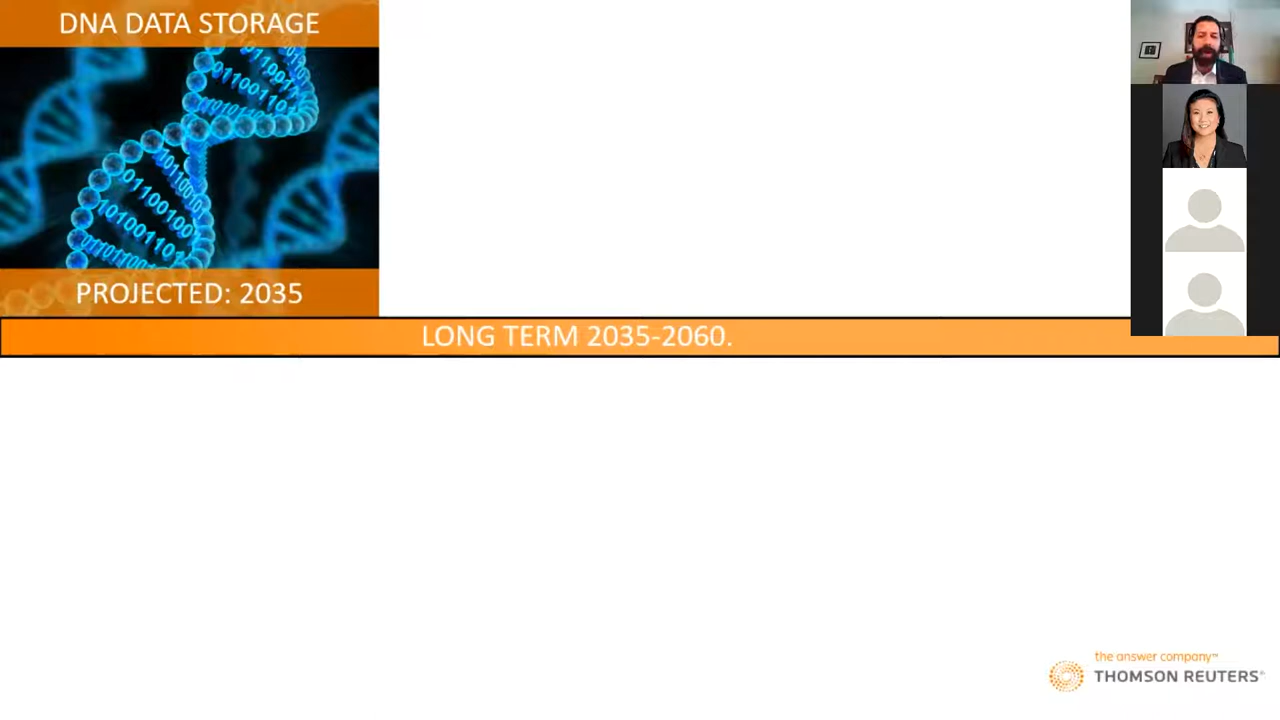 DNA DATA STORAGE
PROJECTED: 2035
LONG TERM 2035-2060.
the answer company™
THOMSON REUTERS®